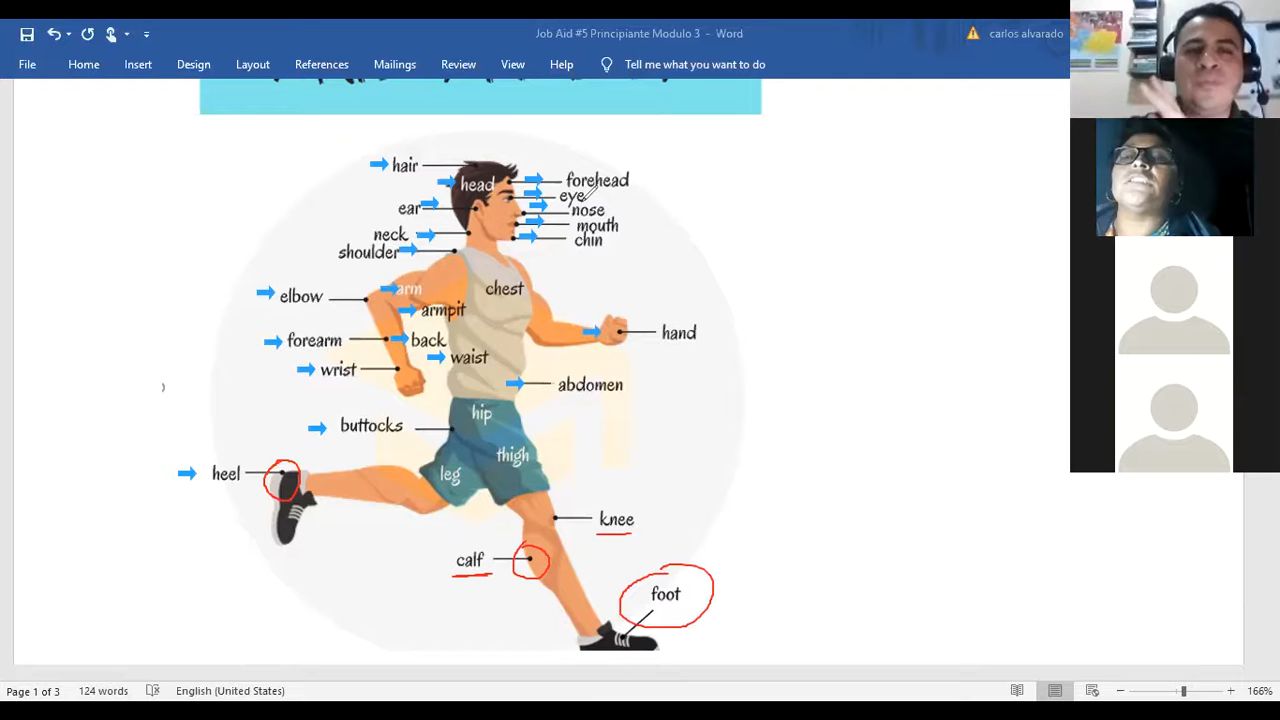 Job Aid #5 Principiante Modulo 3 - Word
carlos alvarado
File Home Insert Design Layout References Mailings Review View Help Tell me what you want to do
hair
head
forehead
eye
ear
nose
mouth
neck
chin
shoulder
arm
chest
elbow
armpit
hand
forearm
back
waist
wrist
abdomen
hip
buttocks
thigh
heel
leg
knee
calf
foot
Page 1 of 3 124 words English (United States) 166%